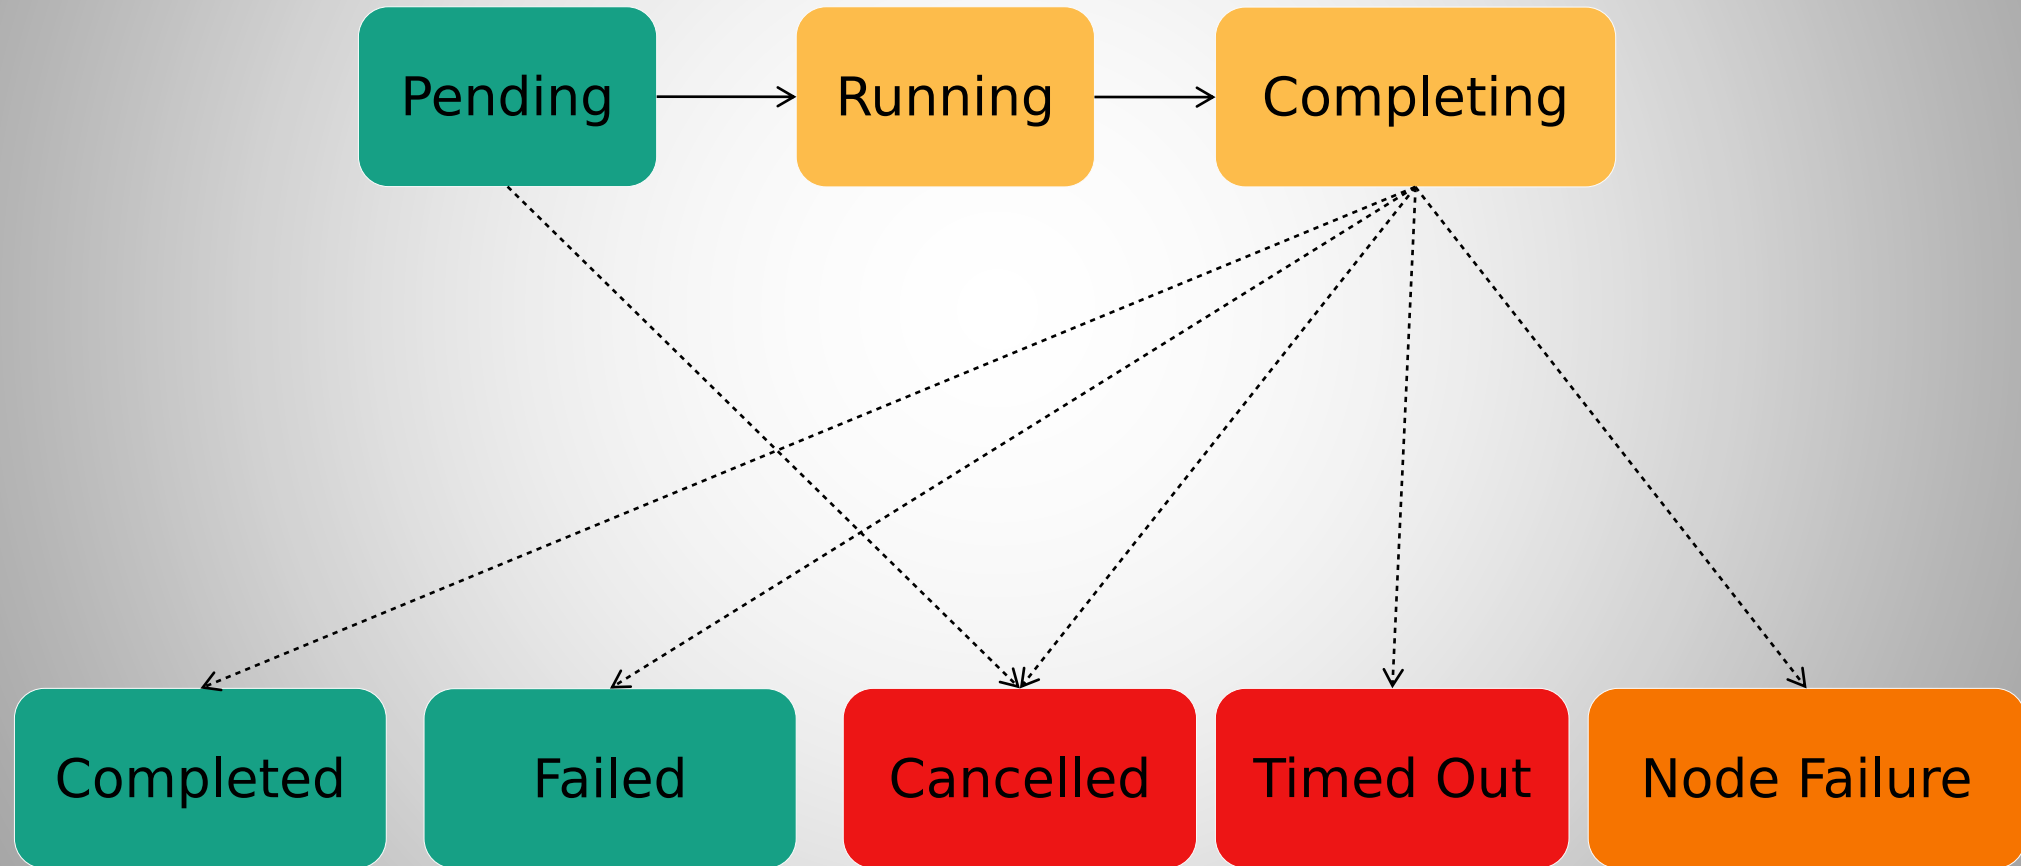 Pending
Running
Completing
Completed
Failed
Cancelled
Timed Out
Node Failure